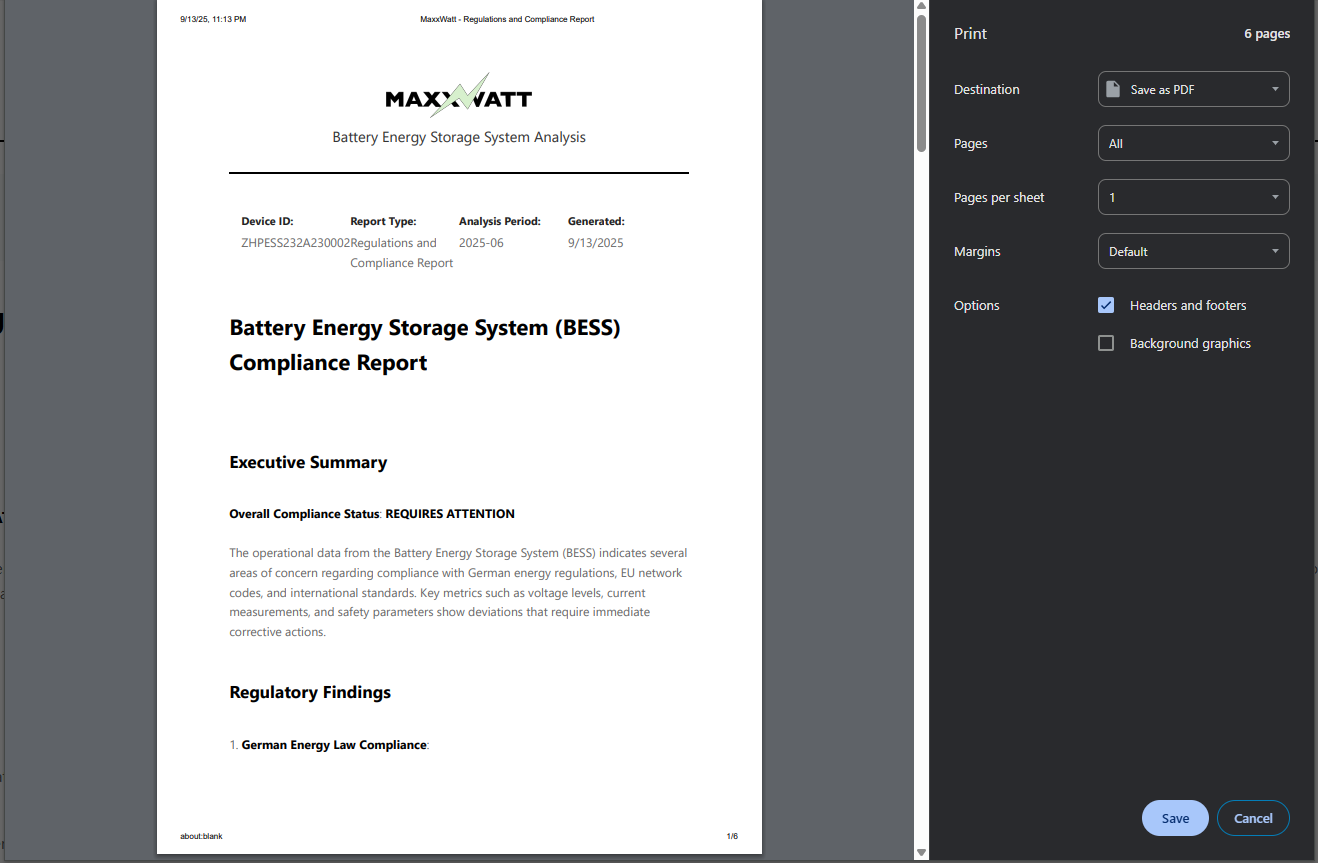 9/13/25, 11:13 PM MaxxWatt - Regulations and Compliance Report
MAXXWATT
Battery Energy Storage System Analysis
Device ID: Report Type: Analysis Period: Generated:
ZHPESS232A230002 Regulations and 2025-06 9/13/2025
Compliance Report
Battery Energy Storage System (BESS)
Compliance Report
Executive Summary
Overall Compliance Status: REQUIRES ATTENTION
The operational data from the Battery Energy Storage System (BESS) indicates several
areas of concern regarding compliance with German energy regulations, EU network
codes, and international standards. Key metrics such as voltage levels, current
measurements, and safety parameters show deviations that require immediate
corrective actions.
Regulatory Findings
1. German Energy Law Compliance:
about:blank 1/6
Print 6 pages
Destination Save as PDF
Pages All
Pages per sheet 1
Margins Default
Options Headers and footers
Background graphics
Save Cancel